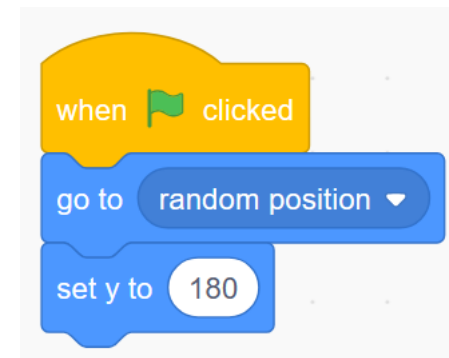 when clicked
go to random position
set y to 180